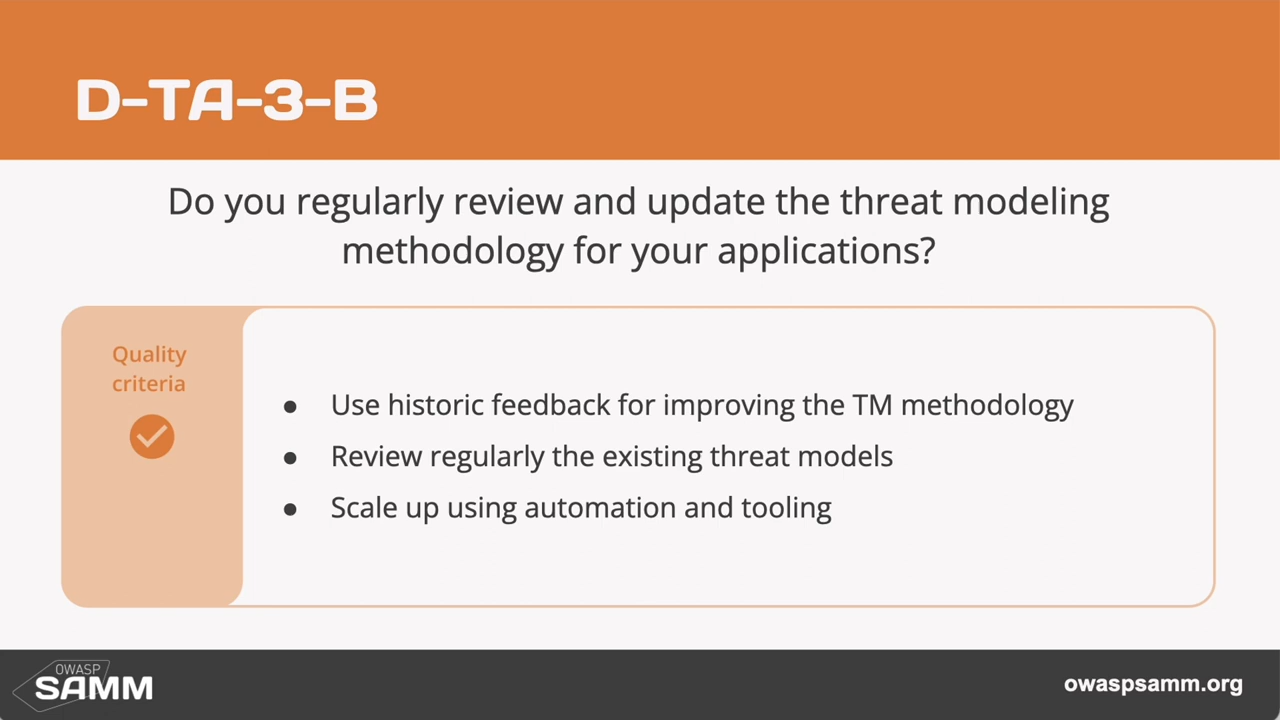 D-TA-3-B
Do you regularly review and update the threat modeling
methodology for your applications?
Quality
criteria
● Use historic feedback for improving the TM methodology
● Review regularly the existing threat models
● Scale up using automation and tooling
OWASP
SAMM
owaspsamm.org